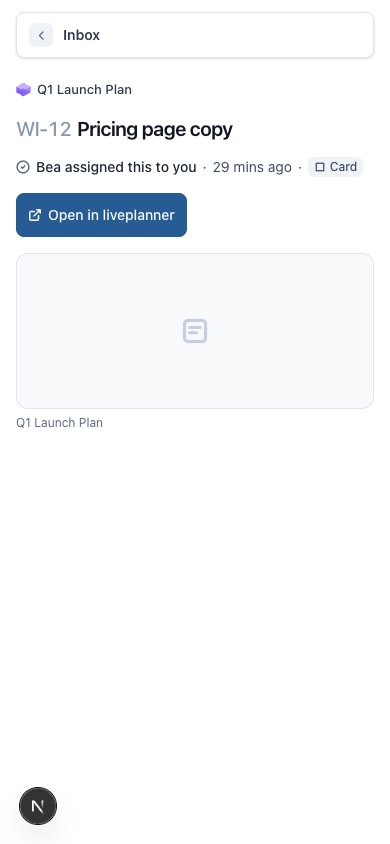 Inbox
Q1 Launch Plan
WI-12 Pricing page copy
Bea assigned this to you · 29 mins ago · Card
Open in liveplanner
Q1 Launch Plan
N